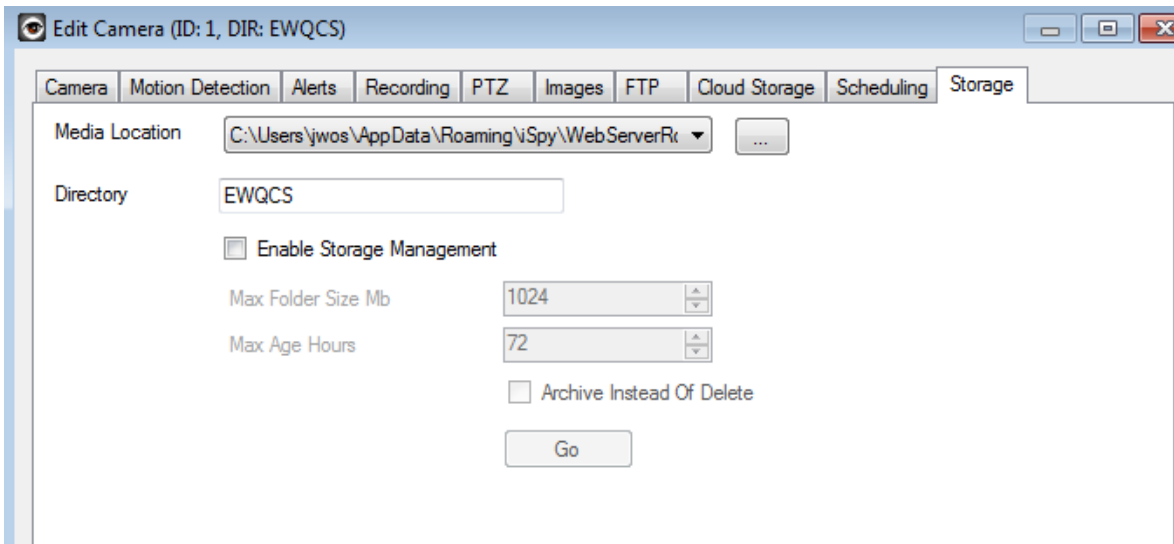 Edit Camera (ID: 1, DIR: EWQCS)
Camera Motion Detection Alerts Recording PTZ Images FTP Cloud Storage Scheduling Storage
Media Location C:\Users\jwos\AppData\Roaming\iSpy\WebServerRo ...
Directory EWQCS
Enable Storage Management
Max Folder Size Mb 1024
Max Age Hours 72
Archive Instead Of Delete
Go